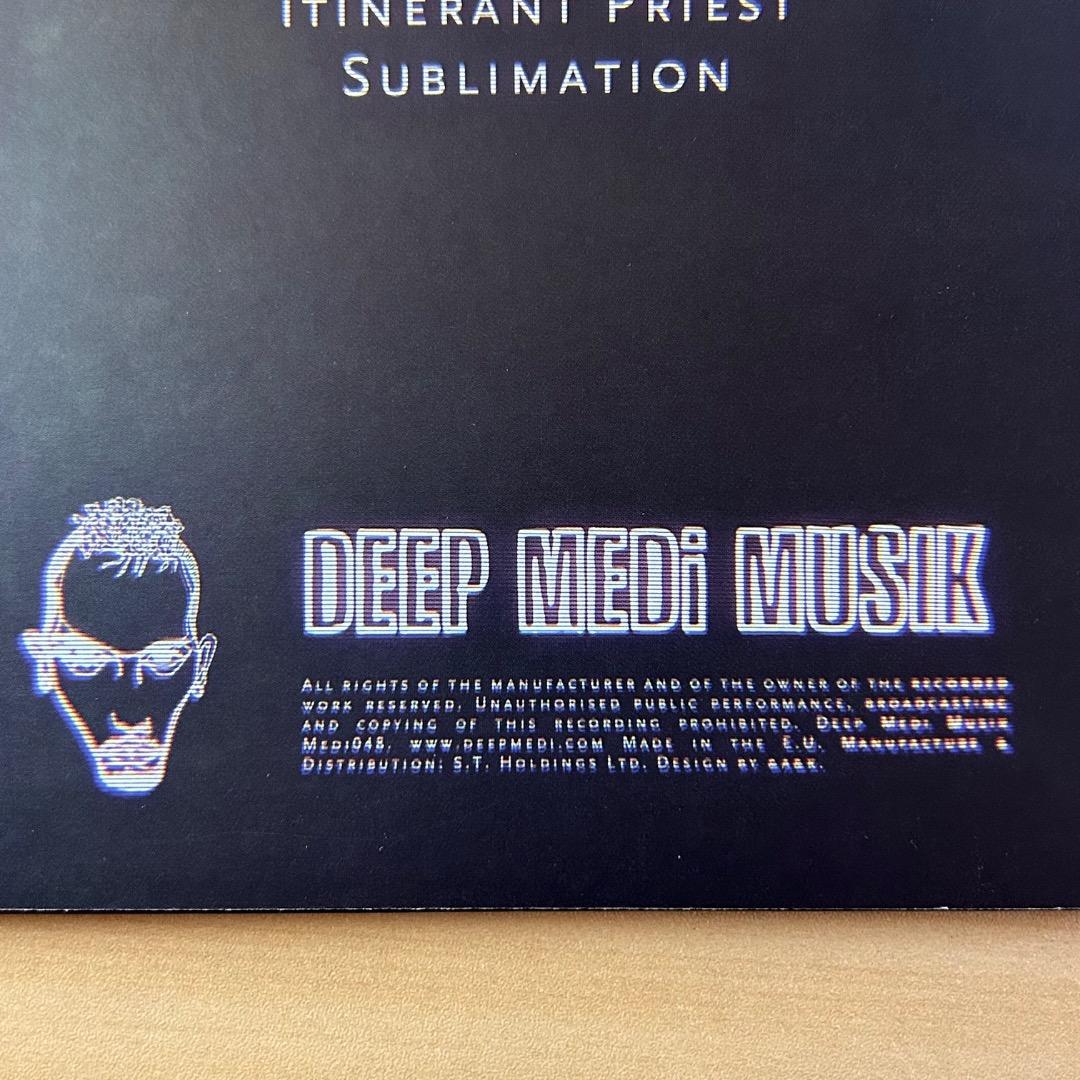 ITINERANT PRIEST
SUBLIMATION
DEEP MEDi MUSIK
ALL RIGHTS OF THE MANUFACTURER AND OF THE OWNER OF THE RECORDED
WORK RESERVED. UNAUTHORISED PUBLIC PERFORMANCE, BROADCASTING
AND COPYING OF THIS RECORDING PROHIBITED. DEEP MEDI MUSIK
MEDI048. WWW.DEEPMEDI.COM MADE IN THE E.U. MANUFACTURE &
DISTRIBUTION: S.T. HOLDINGS LTD. DESIGN BY